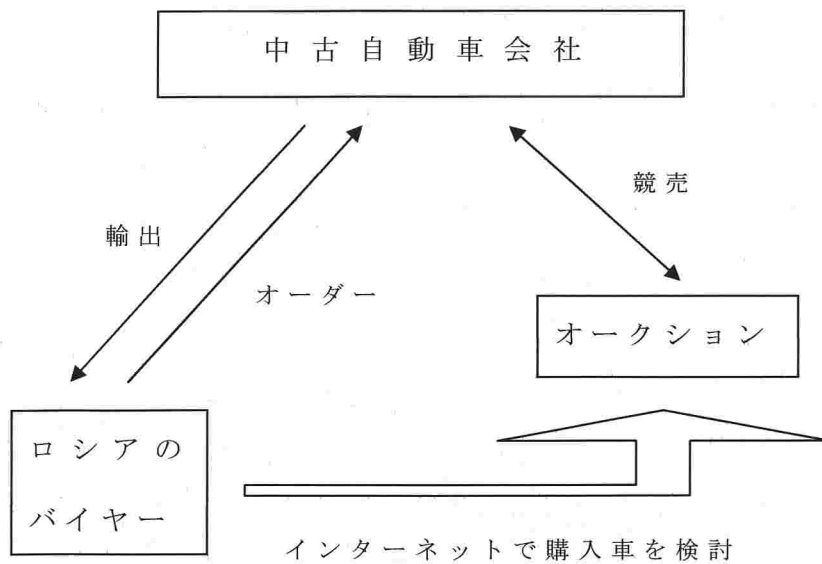 中古自動車会社
競売
輸出
オーダー
オークション
ロシアの
バイヤー
インターネットで購入車を検討